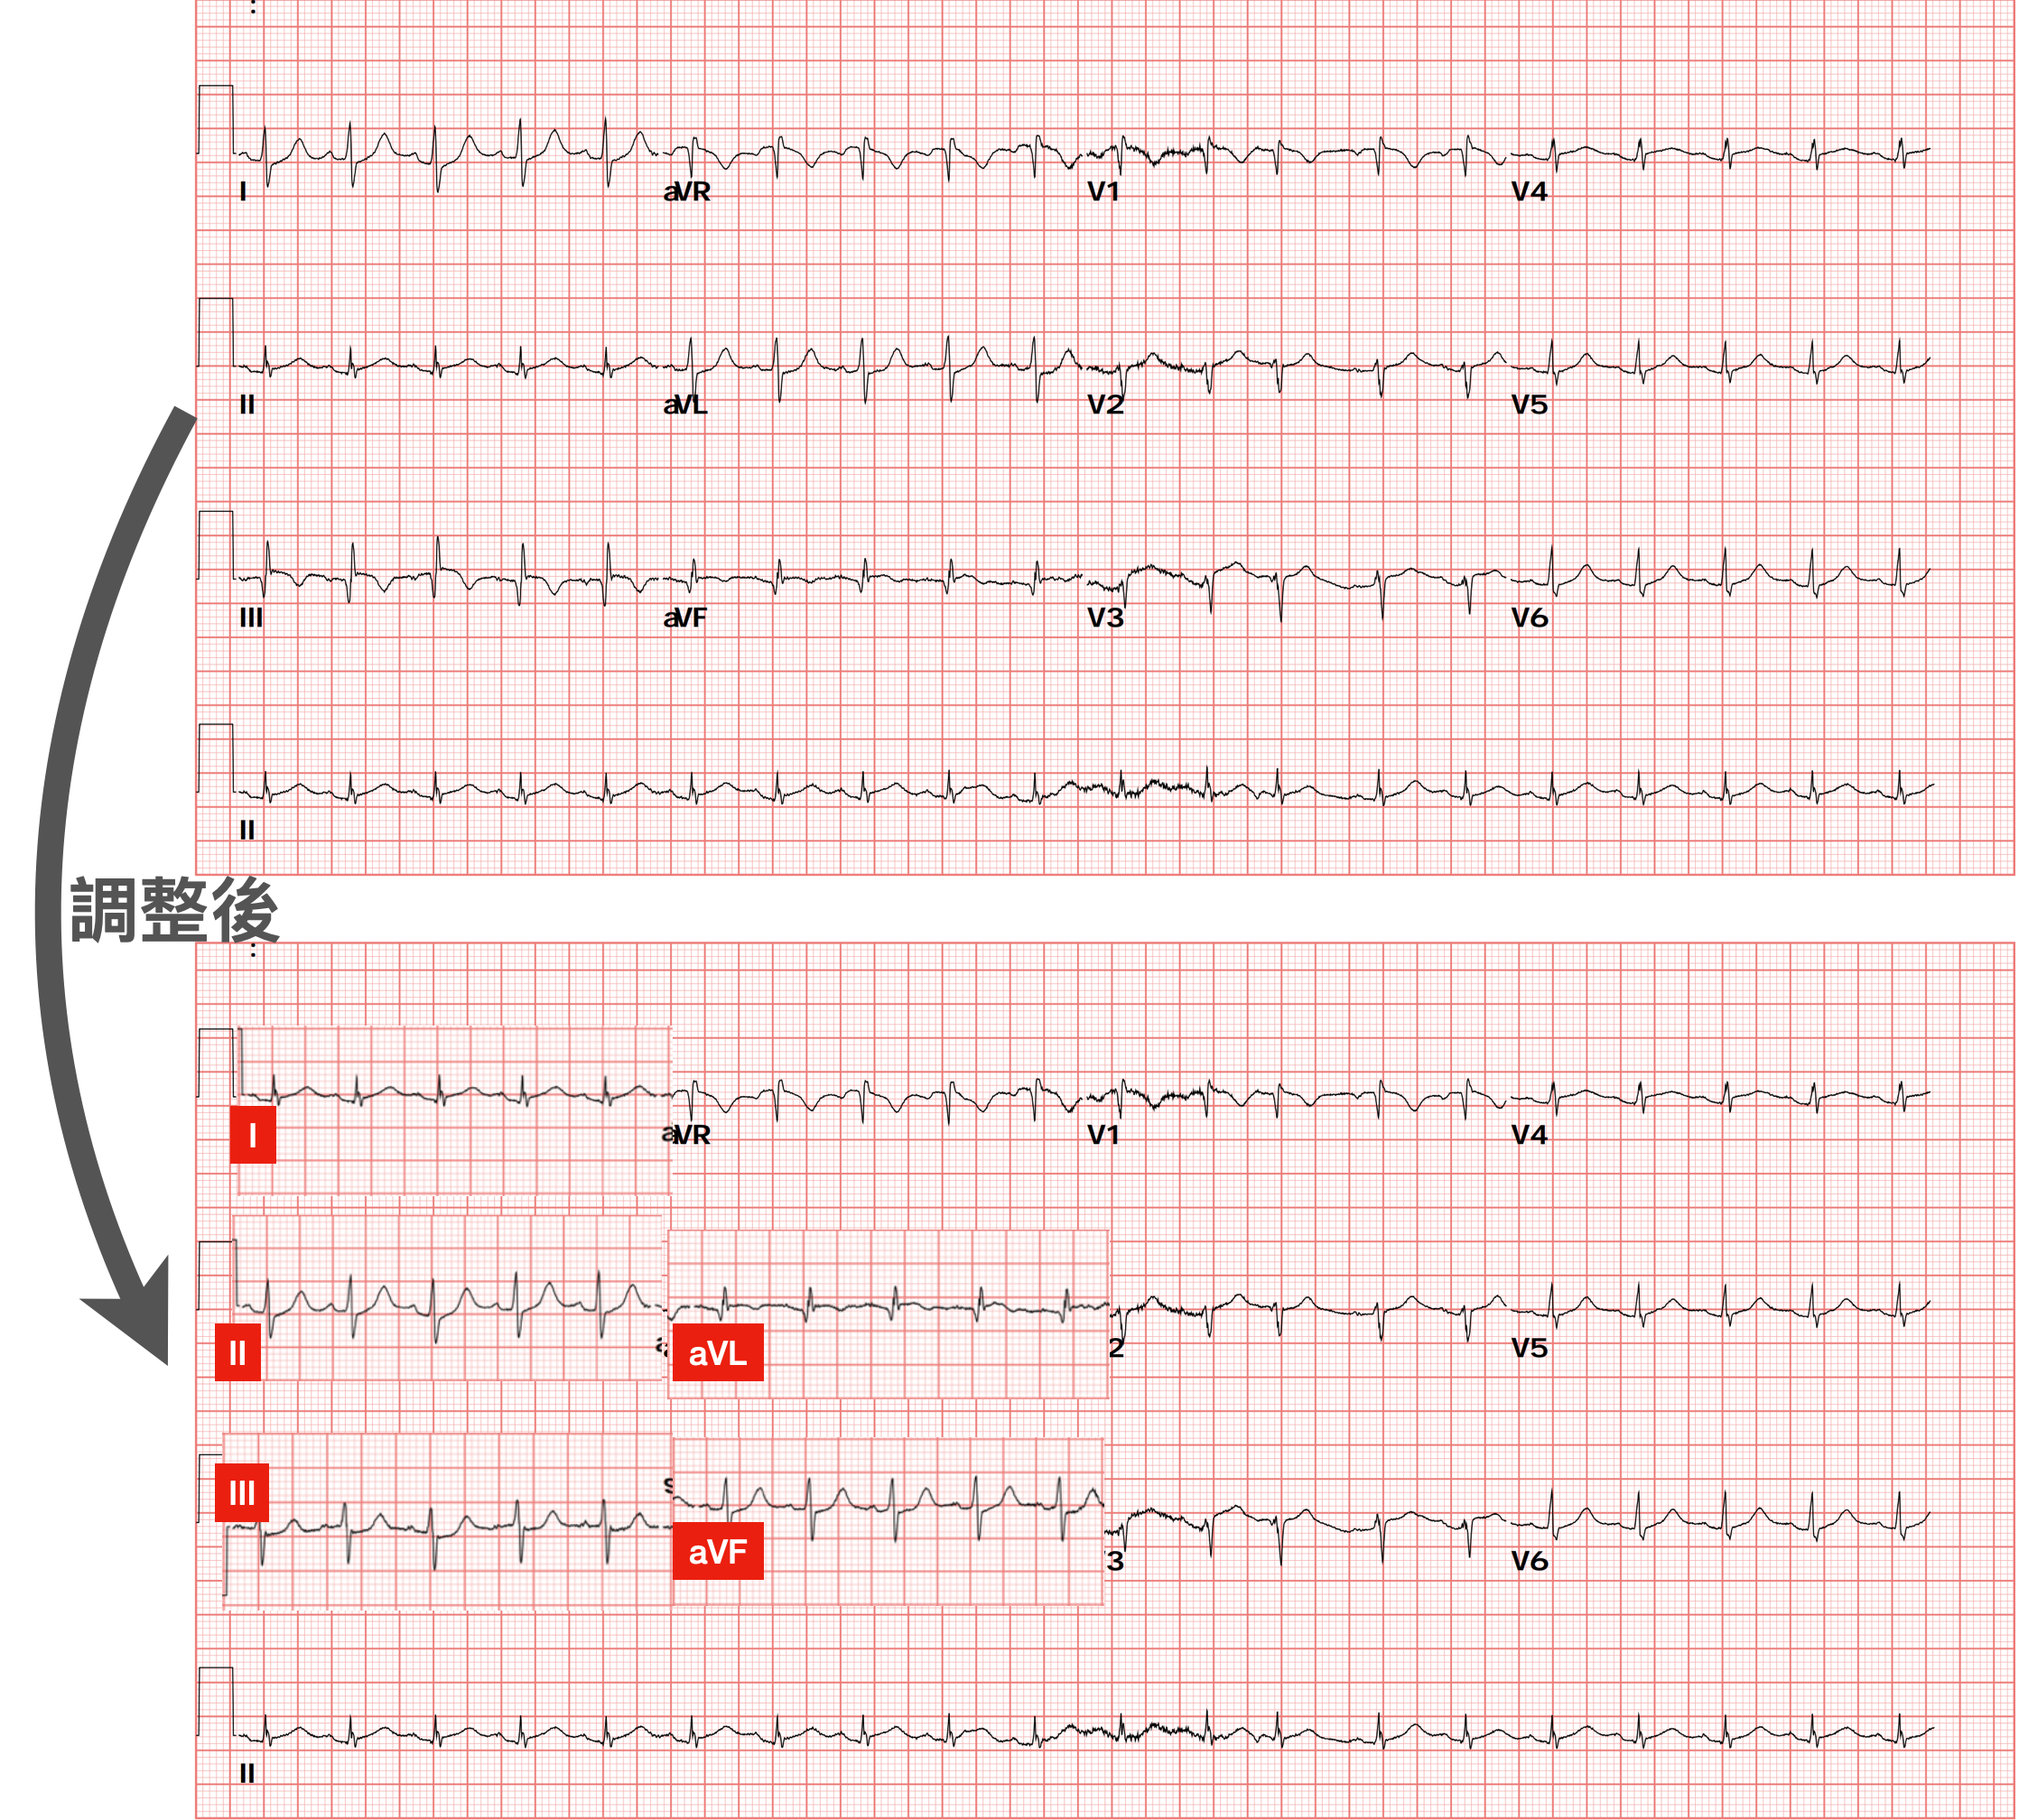 :
I aVR V1 V4
II aVL V2 V5
III aVF V3 V6
II
調整後
:
I aVR V1 V4
II aVL 2 V5
III aVF 3 V6
II